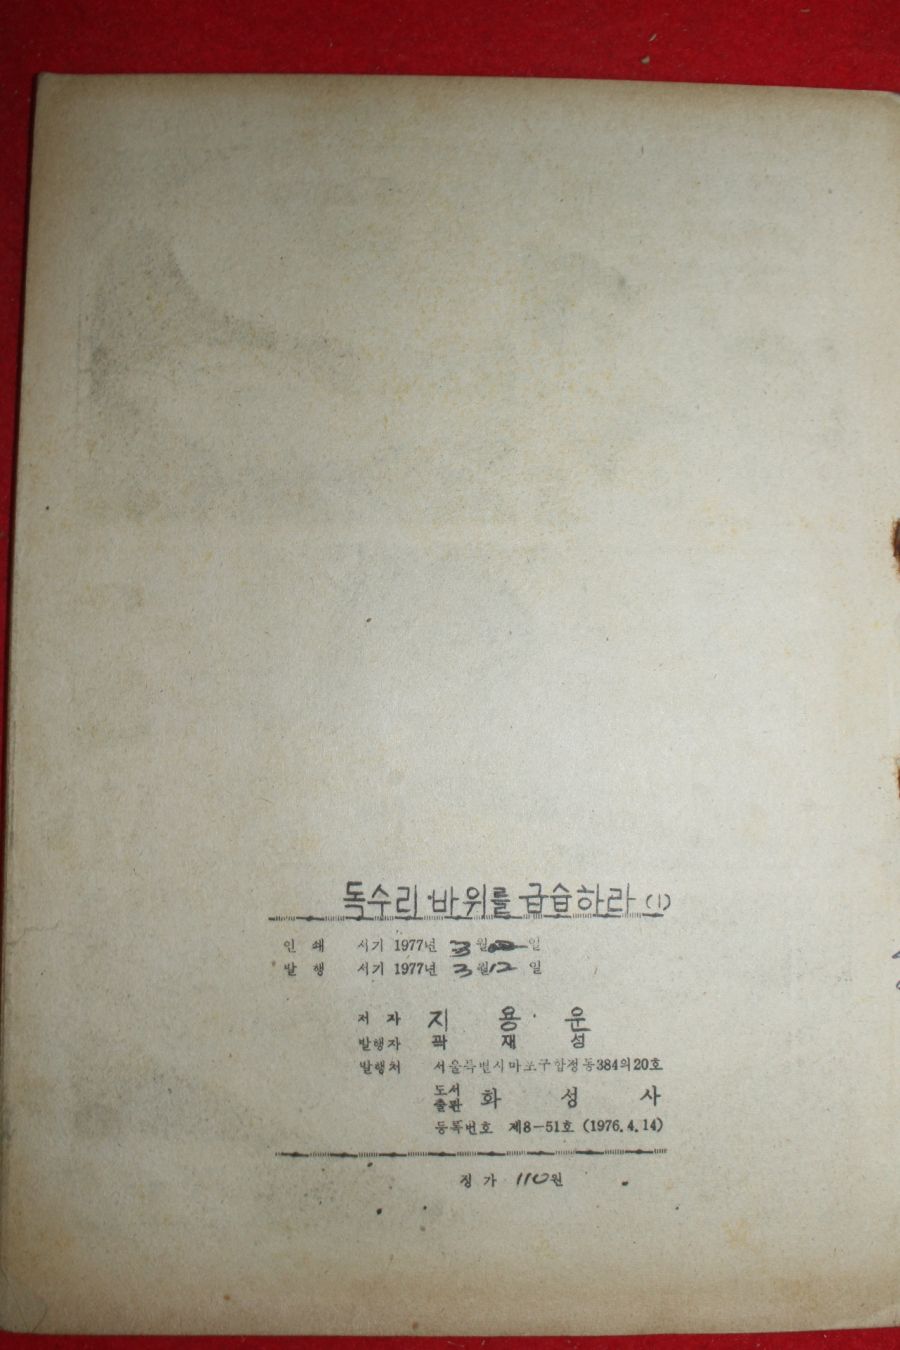 독수리 바위를 급습하라 (1)
인 쇄 서기 1977년 3월 일
발 행 서기 1977년 3월 12일
저 자 지 용 운
발행자 곽 재 성
발행처 서울특별시마포구합정동384의20호
도서출판 화 성 사
등록번호 제8-51호 (1976.4.14)
정 가 110원